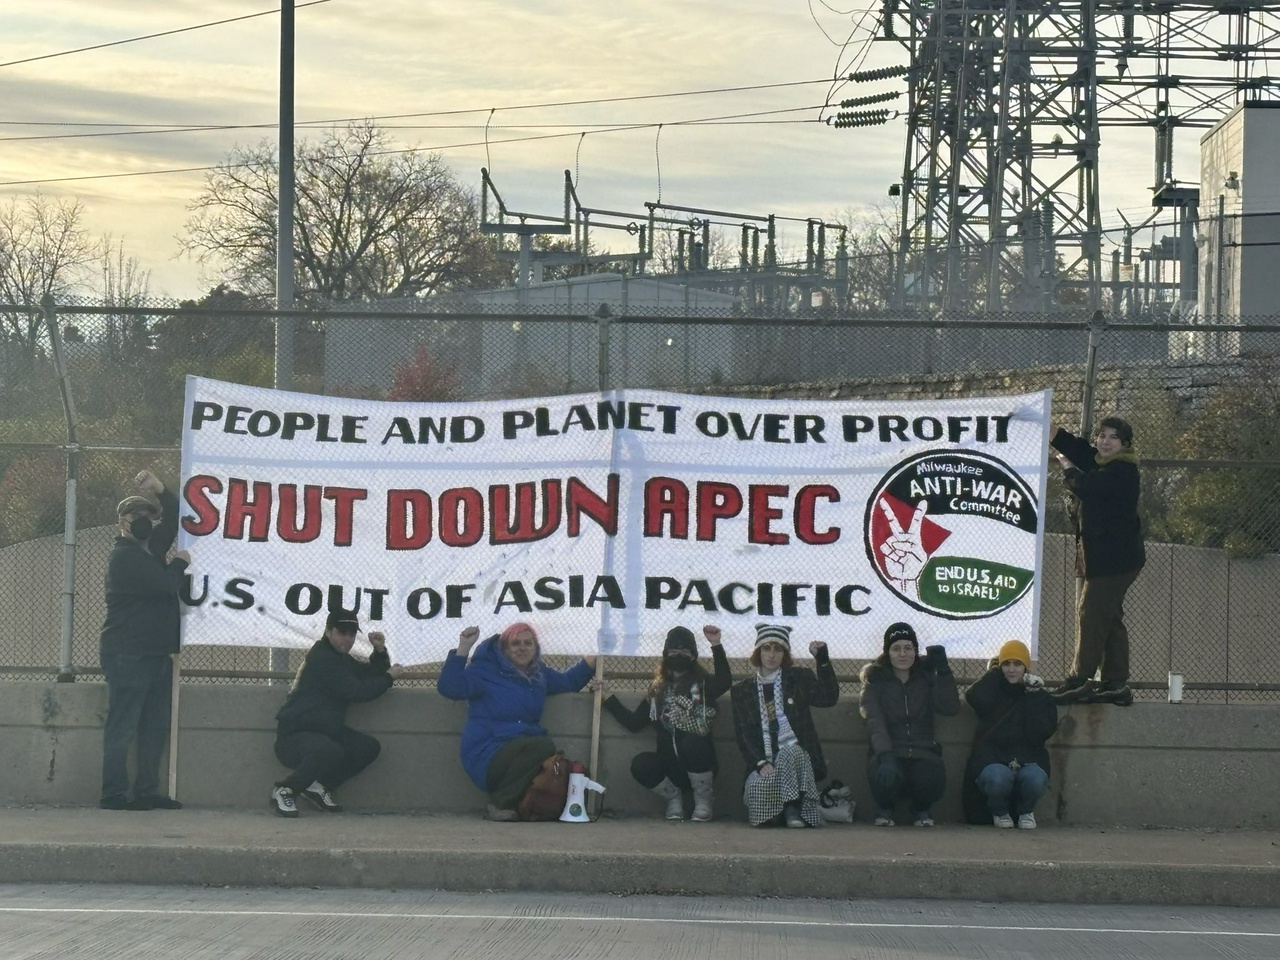 PEOPLE AND PLANET OVER PROFIT
SHUT DOWN APEC
U.S. OUT OF ASIA PACIFIC
Milwaukee
ANTI-WAR
Committee
END U.S. AID
to ISRAEL!